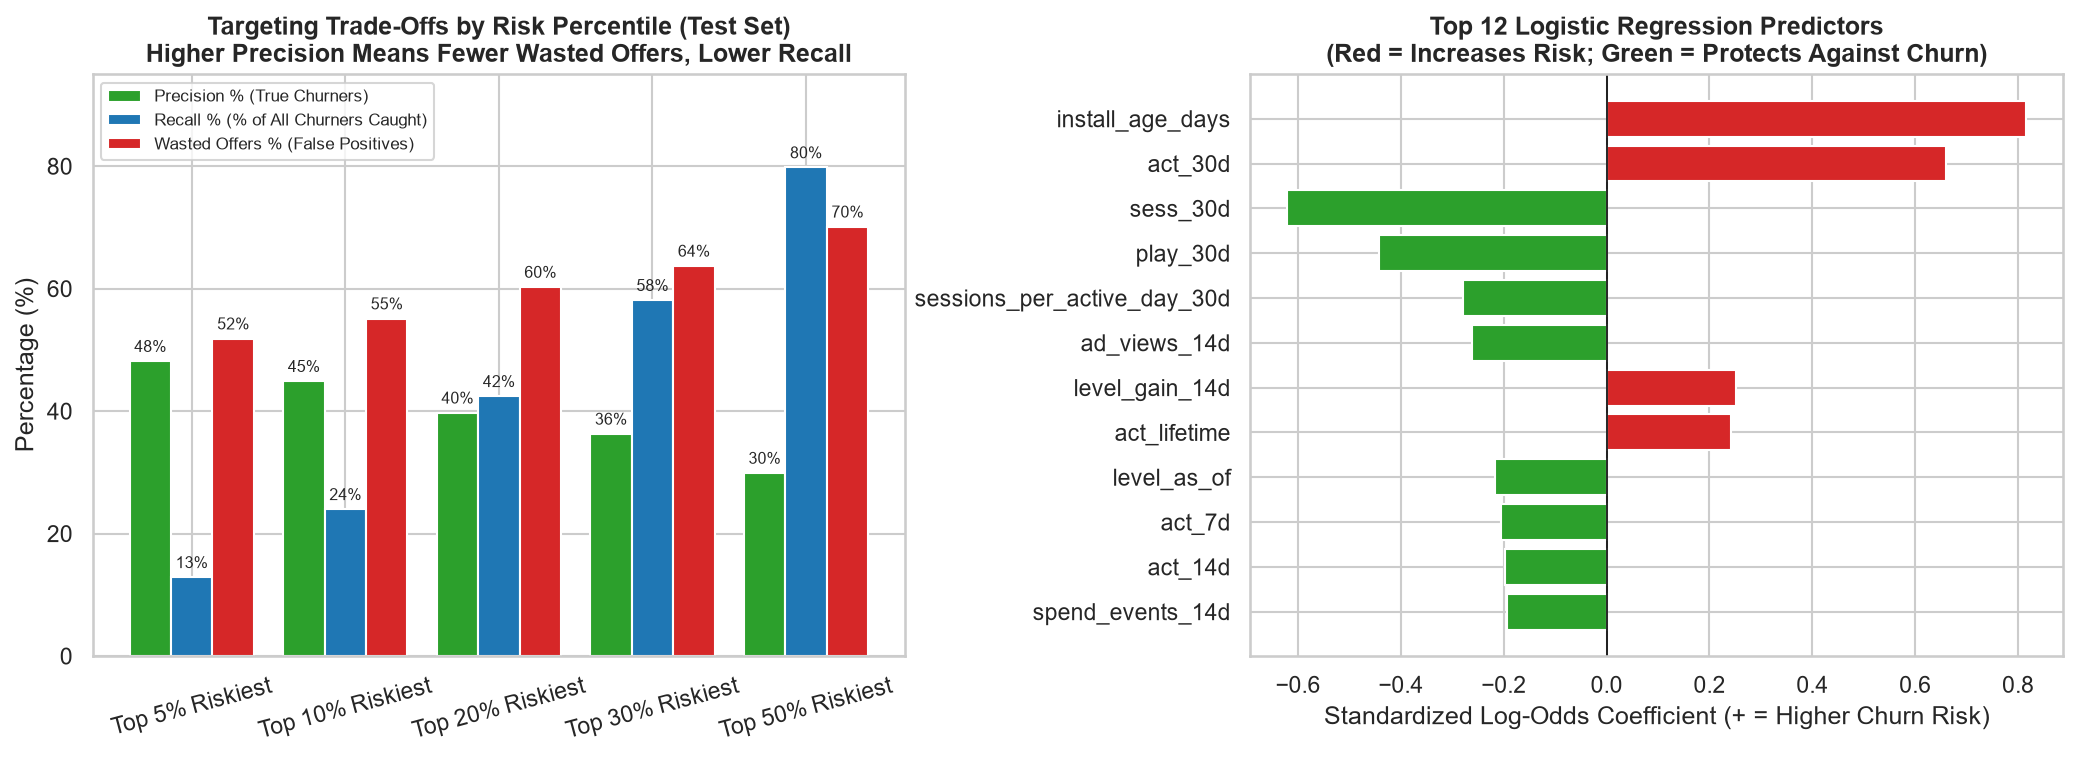 Targeting Trade-Offs by Risk Percentile (Test Set)
Higher Precision Means Fewer Wasted Offers, Lower Recall
Precision % (True Churners)
Recall % (% of All Churners Caught)
Wasted Offers % (False Positives)
Percentage (%)
80
60
40
20
0
48%
13%
52%
45%
24%
55%
40%
42%
60%
36%
58%
64%
30%
80%
70%
Top 5% Riskiest
Top 10% Riskiest
Top 20% Riskiest
Top 30% Riskiest
Top 50% Riskiest
Top 12 Logistic Regression Predictors
(Red = Increases Risk; Green = Protects Against Churn)
install_age_days
act_30d
sess_30d
play_30d
sessions_per_active_day_30d
ad_views_14d
level_gain_14d
act_lifetime
level_as_of
act_7d
act_14d
spend_events_14d
−0.6
−0.4
−0.2
0.0
0.2
0.4
0.6
0.8
Standardized Log-Odds Coefficient (+ = Higher Churn Risk)